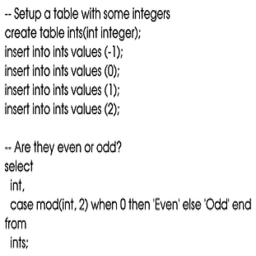 -- Setup a table with some integers
create table ints(int integer);
insert into ints values (-1);
insert into ints values (0);
insert into ints values (1);
insert into ints values (2);

-- Are they even or odd?
select
  int,
  case mod(int, 2) when 0 then 'Even' else 'Odd' end
from
  ints;